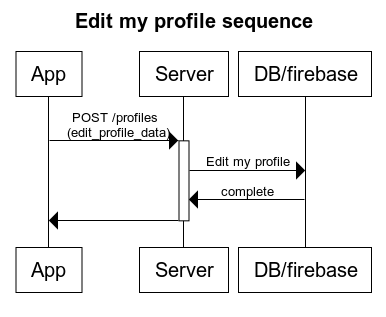 Edit my profile sequence
App
Server
DB/firebase
POST /profiles
(edit_profile_data)
Edit my profile
complete
App
Server
DB/firebase